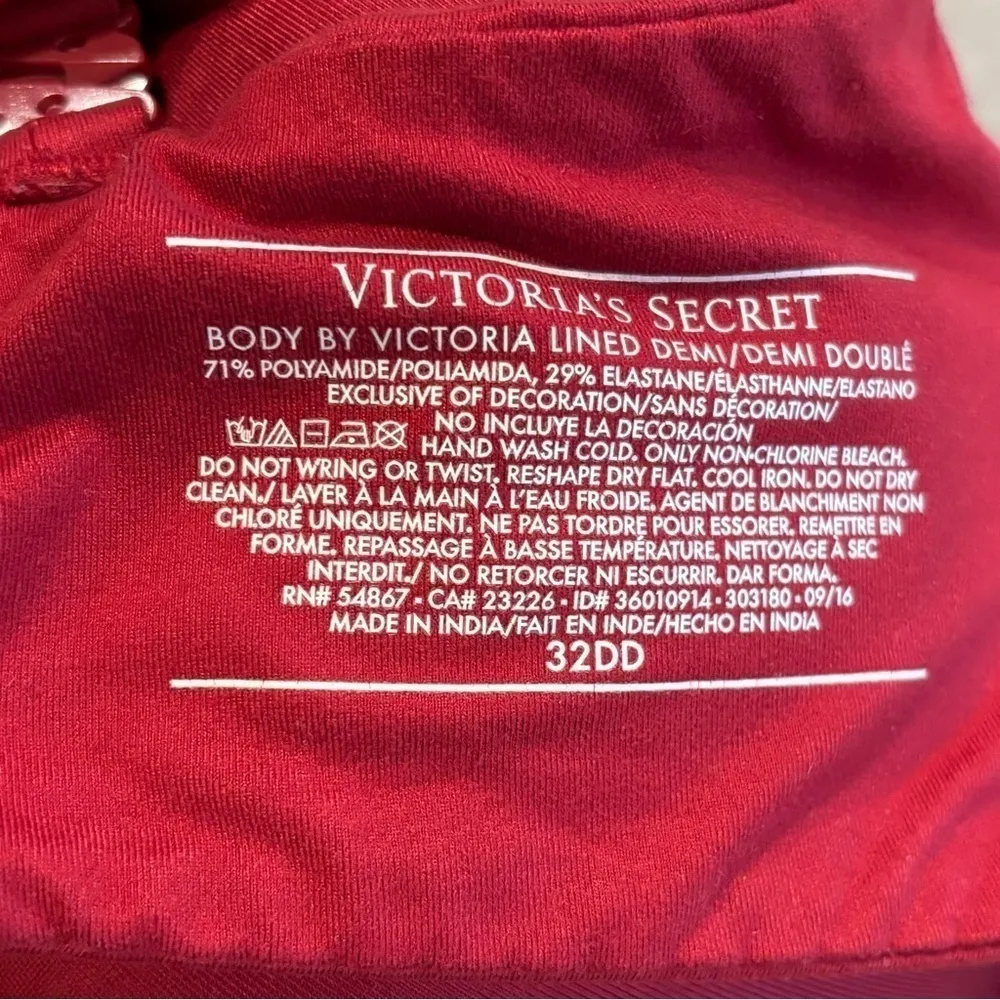 VICTORIA'S SECRET
BODY BY VICTORIA LINED DEMI/DEMI DOUBLÉ
71% POLYAMIDE/POLIAMIDA, 29% ELASTANE/ÉLASTHANNE/ELASTANO
EXCLUSIVE OF DECORATION/SANS DÉCORATION/
NO INCLUYE LA DECORACIÓN
HAND WASH COLD. ONLY NON-CHLORINE BLEACH.
DO NOT WRING OR TWIST. RESHAPE DRY FLAT. COOL IRON. DO NOT DRY
CLEAN./ LAVER À LA MAIN À L'EAU FROIDE. AGENT DE BLANCHIMENT NON
CHLORÉ UNIQUEMENT. NE PAS TORDRE POUR ESSORER. REMETTRE EN
FORME. REPASSAGE À BASSE TEMPÉRATURE. NETTOYAGE À SEC
INTERDIT./ NO RETORCER NI ESCURRIR. DAR FORMA.
RN# 54867 - CA# 23226 - ID# 36010914 - 303180 - 09/16
MADE IN INDIA/FAIT EN INDE/HECHO EN INDIA
32DD